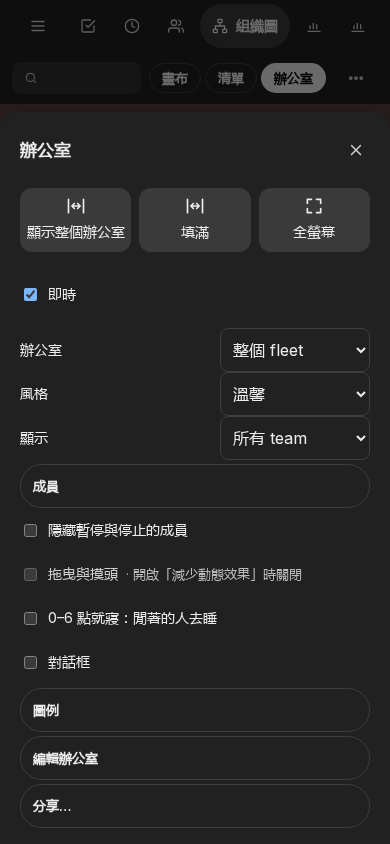 組織圖
畫布
清單
辦公室
辦公室
顯示整個辦公室
填滿
全螢幕
即時
辦公室
整個 fleet
風格
溫馨
顯示
所有 team
成員
隱藏暫停與停止的成員
拖曳與摸頭 · 開啟「減少動態效果」時關閉
0–6 點就寢：閒著的人去睡
對話框
圖例
編輯辦公室
分享…